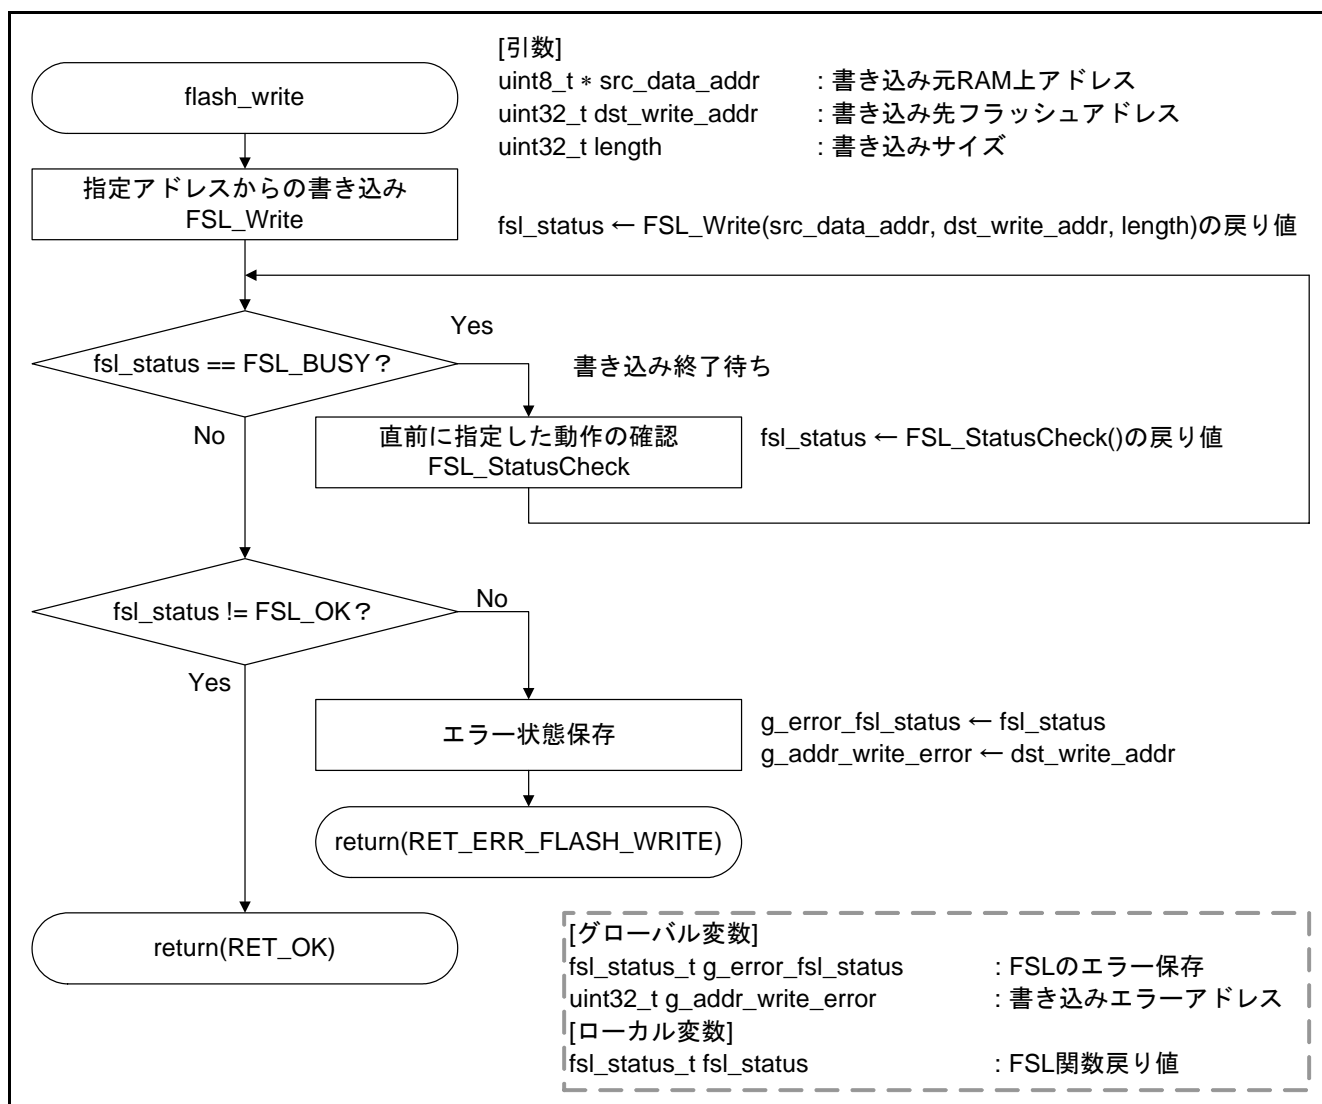 flash_write
[引数]
uint8_t * src_data_addr : 書き込み元RAM上アドレス
uint32_t dst_write_addr : 書き込み先フラッシュアドレス
uint32_t length : 書き込みサイズ
指定アドレスからの書き込み
FSL_Write
fsl_status ← FSL_Write(src_data_addr, dst_write_addr, length)の戻り値
fsl_status == FSL_BUSY？
Yes
書き込み終了待ち
No
直前に指定した動作の確認
FSL_StatusCheck
fsl_status ← FSL_StatusCheck()の戻り値
fsl_status != FSL_OK？
No
Yes
エラー状態保存
g_error_fsl_status ← fsl_status
g_addr_write_error ← dst_write_addr
return(RET_ERR_FLASH_WRITE)
return(RET_OK)
[グローバル変数]
fsl_status_t g_error_fsl_status : FSLのエラー保存
uint32_t g_addr_write_error : 書き込みエラーアドレス
[ローカル変数]
fsl_status_t fsl_status : FSL関数戻り値